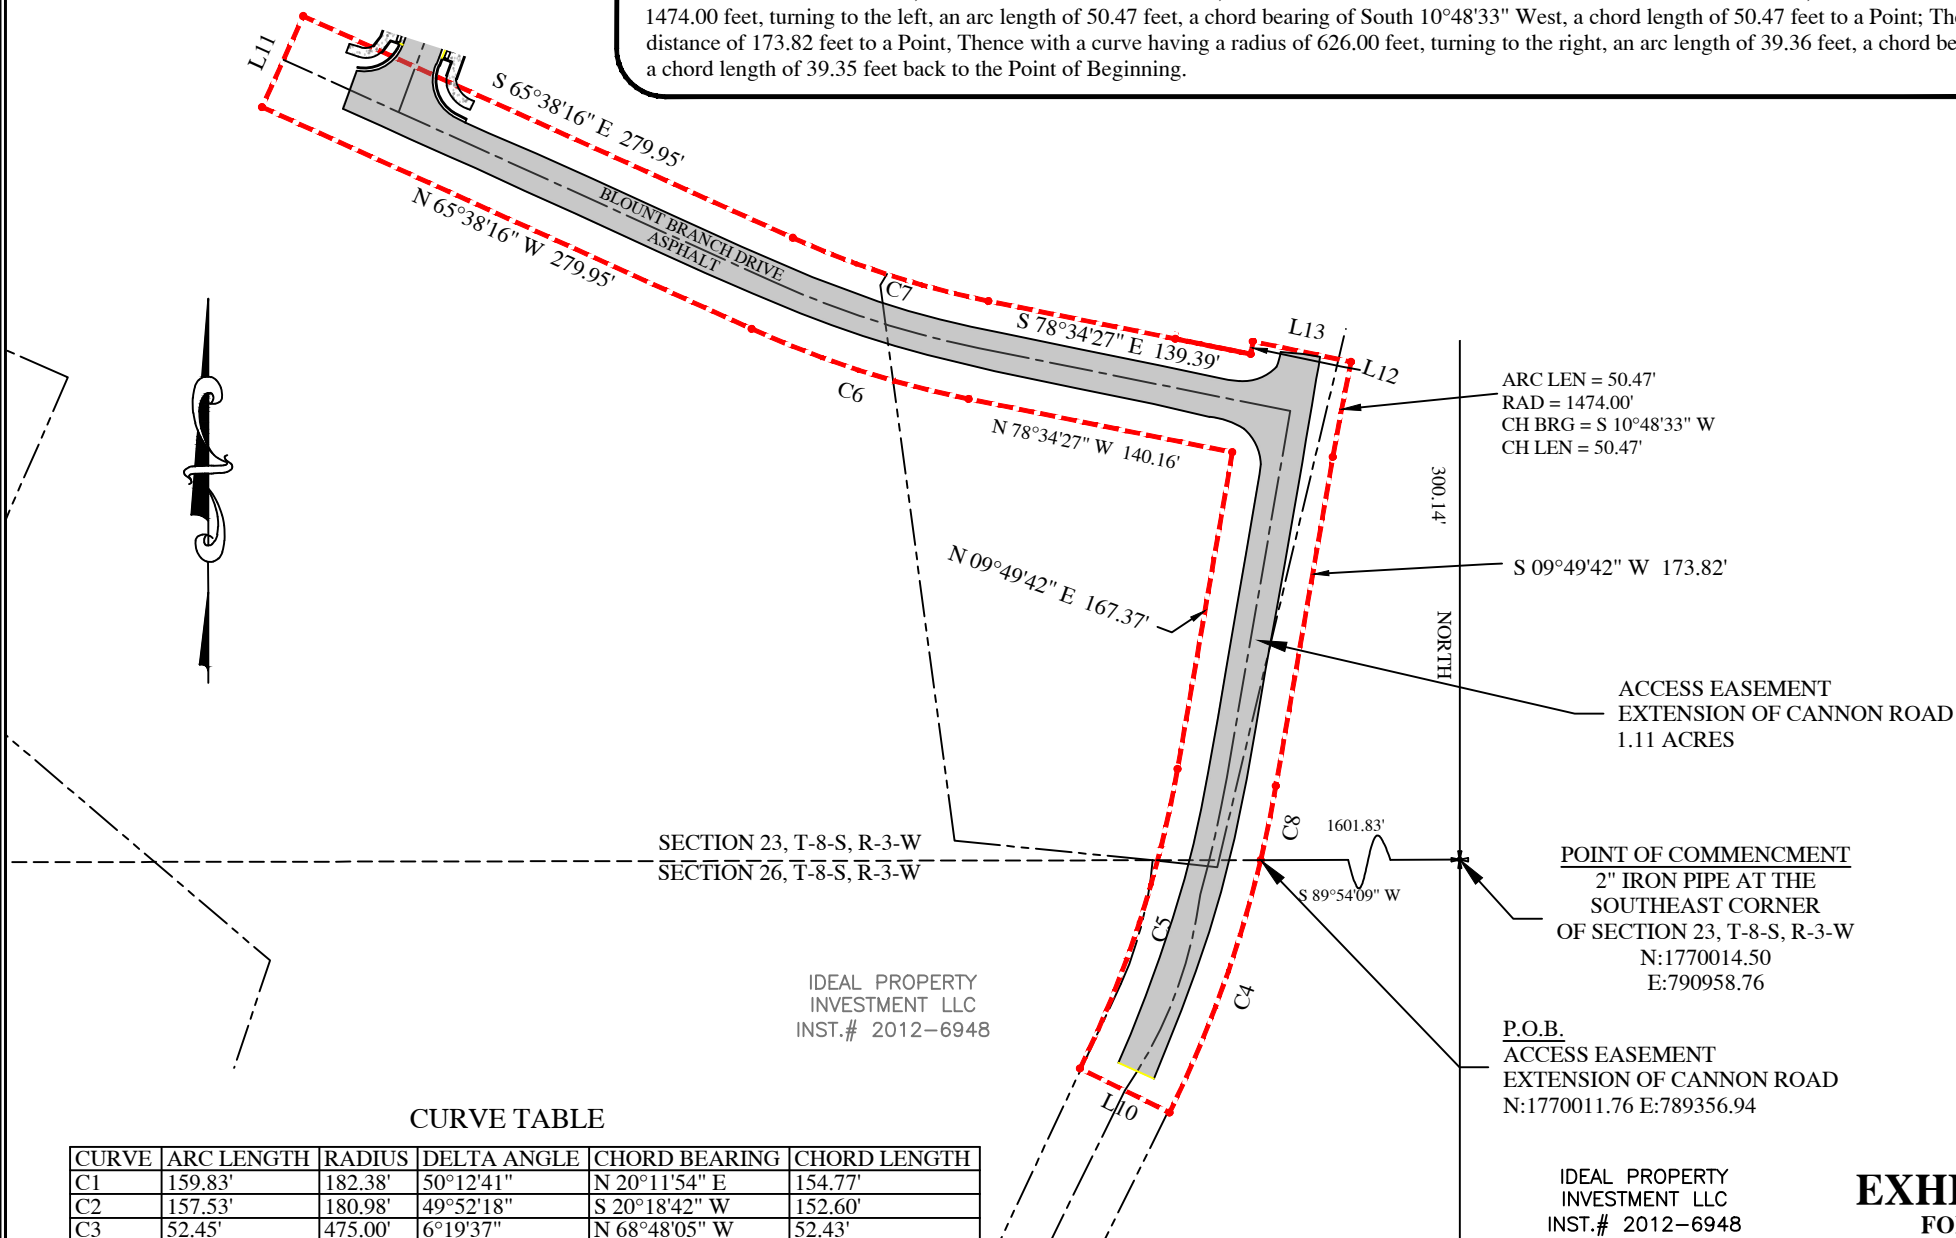 1474.00 feet, turning to the left, an arc length of 50.47 feet, a chord bearing of South 10°48'33" West, a chord length of 50.47 feet to a Point; The
distance of 173.82 feet to a Point, Thence with a curve having a radius of 626.00 feet, turning to the right, an arc length of 39.36 feet, a chord be
a chord length of 39.35 feet back to the Point of Beginning.
L11
S 65°38'16" E 279.95'
N 65°38'16" W 279.95'
BLOUNT BRANCH DRIVE
ASPHALT
C7
C6
S 78°34'27" E 139.39'
L13
L12
N 78°34'27" W 140.16'
ARC LEN = 50.47'
RAD = 1474.00'
CH BRG = S 10°48'33" W
CH LEN = 50.47'
300.14'
NORTH
N 09°49'42" E 167.37'
S 09°49'42" W 173.82'
ACCESS EASEMENT
EXTENSION OF CANNON ROAD
1.11 ACRES
C8
1601.83'
S 89°54'09" W
SECTION 23, T-8-S, R-3-W
SECTION 26, T-8-S, R-3-W
POINT OF COMMENCMENT
2" IRON PIPE AT THE
SOUTHEAST CORNER
OF SECTION 23, T-8-S, R-3-W
N:1770014.50
E:790958.76
C5
C4
L10
IDEAL PROPERTY
INVESTMENT LLC
INST.# 2012-6948
P.O.B.
ACCESS EASEMENT
EXTENSION OF CANNON ROAD
N:1770011.76 E:789356.94
CURVE TABLE
CURVE ARC LENGTH RADIUS DELTA ANGLE CHORD BEARING CHORD LENGTH
C1 159.83' 182.38' 50°12'41" N 20°11'54" E 154.77'
C2 157.53' 180.98' 49°52'18" S 20°18'42" W 152.60'
C3 52.45' 475.00' 6°19'37" N 68°48'05" W 52.43'
IDEAL PROPERTY
INVESTMENT LLC
INST.# 2012-6948
EXHI
FO